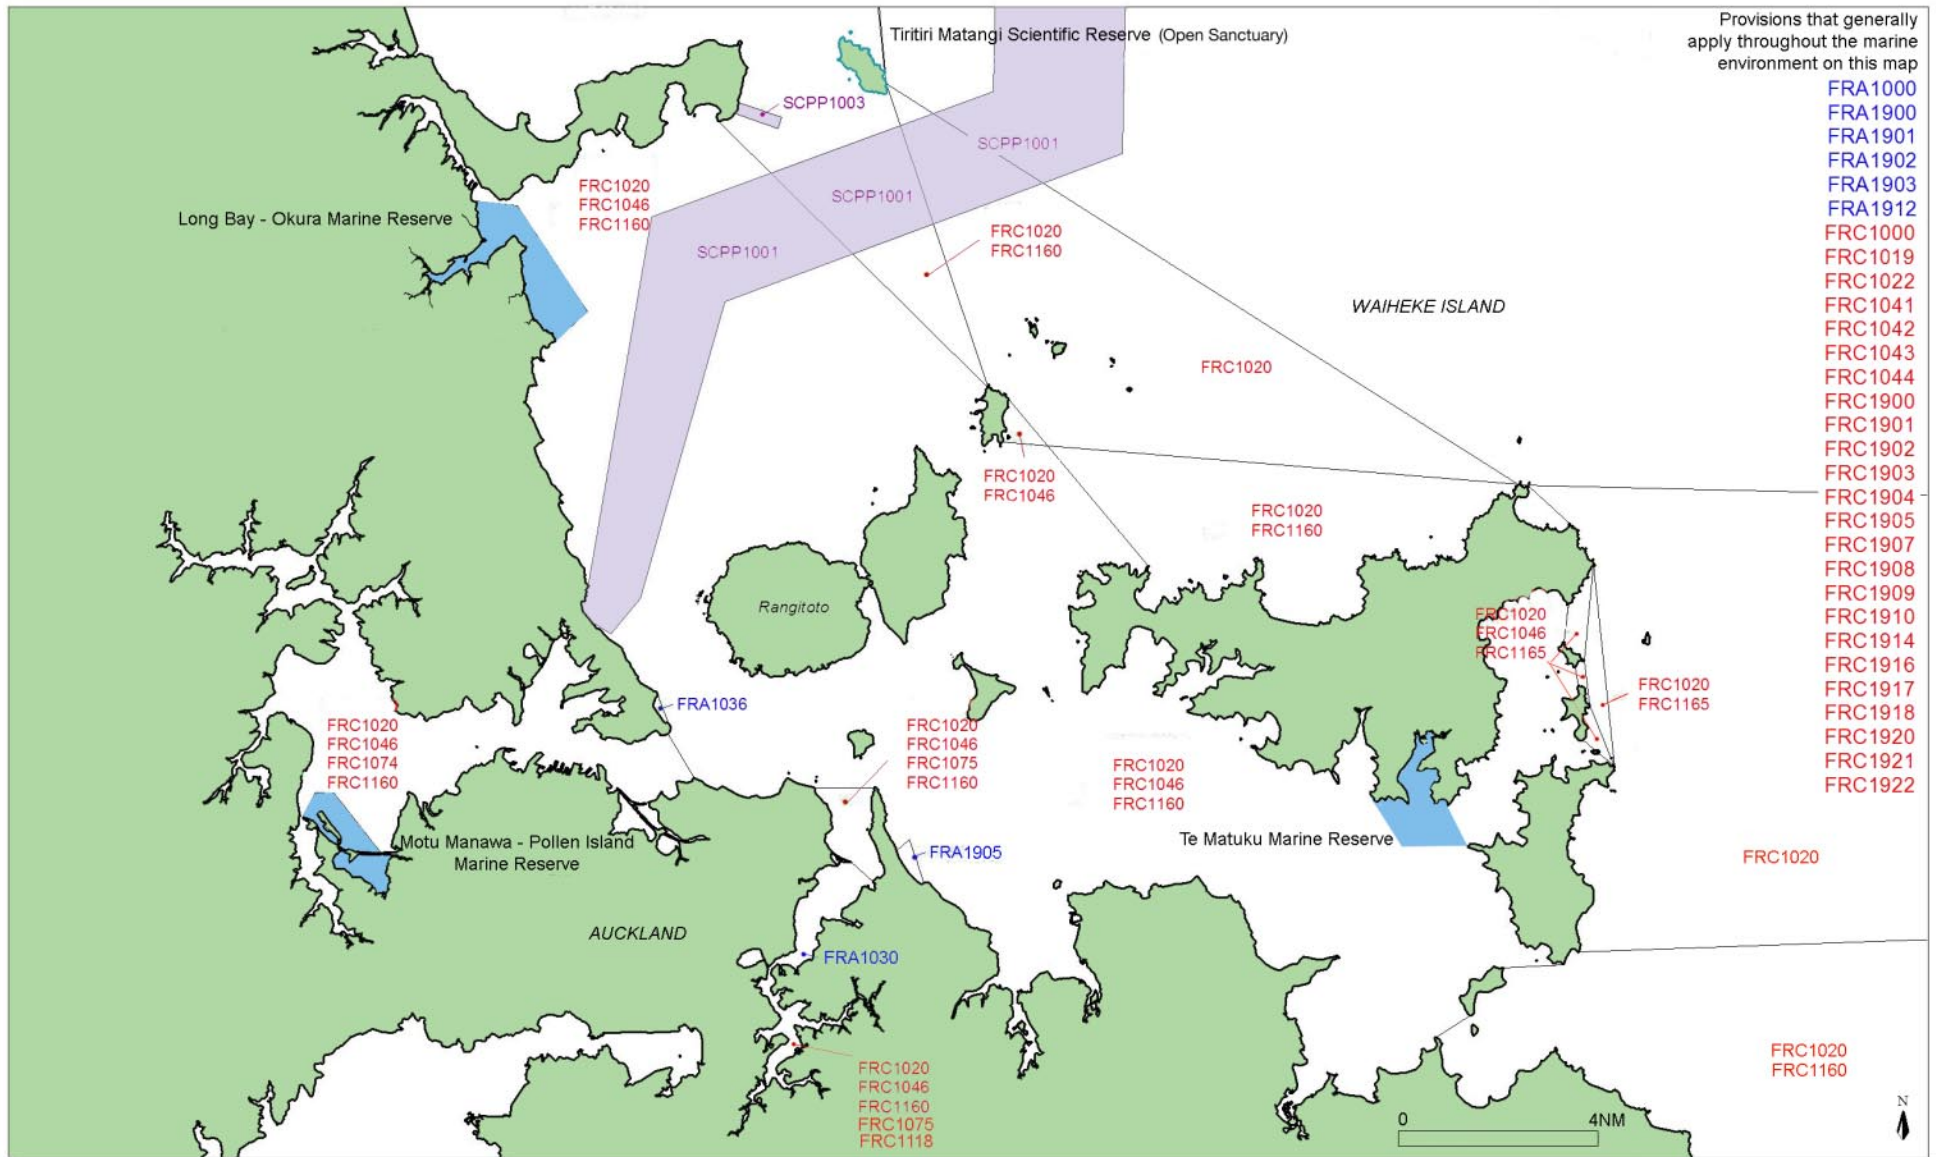 Tiritiri Matangi Scientific Reserve (Open Sanctuary)
Provisions that generally
apply throughout the marine
environment on this map
FRA1000
FRA1900
FRA1901
FRA1902
FRA1903
FRA1912
FRC1000
FRC1019
FRC1022
FRC1041
FRC1042
FRC1043
FRC1044
FRC1900
FRC1901
FRC1902
FRC1903
FRC1904
FRC1905
FRC1907
FRC1908
FRC1909
FRC1910
FRC1914
FRC1916
FRC1917
FRC1918
FRC1920
FRC1921
FRC1922
SCPP1003
SCPP1001
SCPP1001
SCPP1001
FRC1020
FRC1046
FRC1160
Long Bay - Okura Marine Reserve
FRC1020
FRC1160
WAIHEKE ISLAND
FRC1020
FRC1020
FRC1046
FRC1020
FRC1160
Rangitoto
FRC1020
FRC1046
FRC1165
FRC1020
FRC1165
FRA1036
FRC1020
FRC1046
FRC1074
FRC1160
FRC1020
FRC1046
FRC1075
FRC1160
FRC1020
FRC1046
FRC1160
Te Matuku Marine Reserve
Motu Manawa - Pollen Island
Marine Reserve
FRA1905
FRC1020
AUCKLAND
FRA1030
FRC1020
FRC1046
FRC1160
FRC1075
FRC1118
FRC1020
FRC1160
0 4NM
N